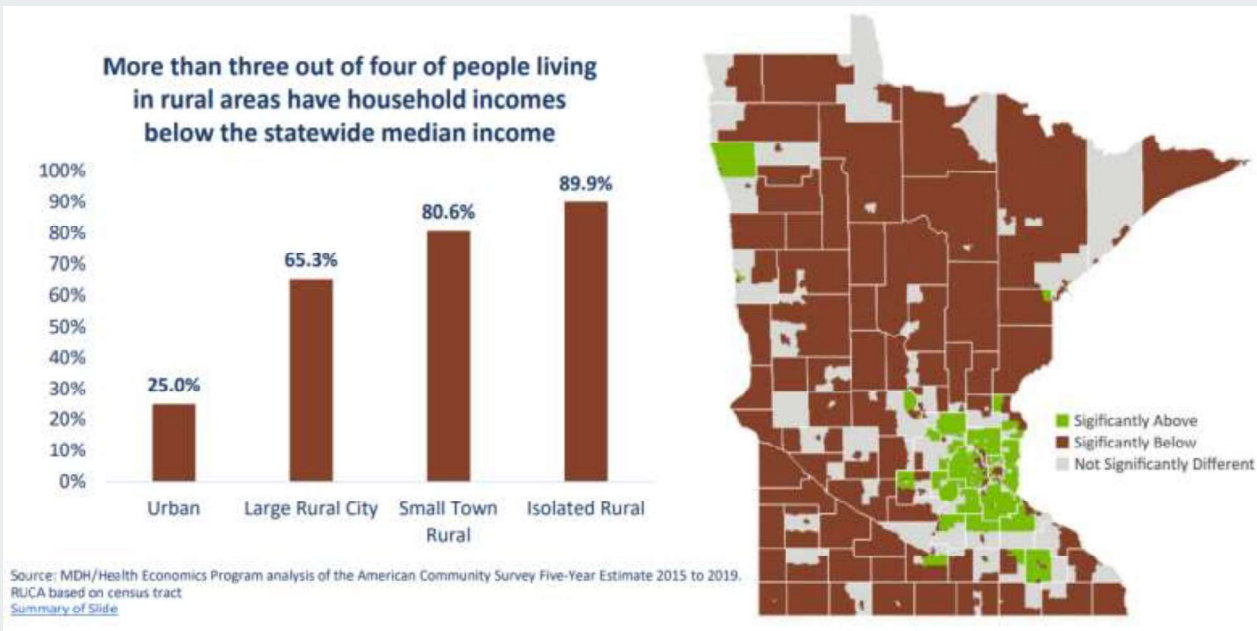 More than three out of four of people living
in rural areas have household incomes
below the statewide median income
100%
90%
80%
70%
60%
50%
40%
30%
20%
10%
0%
25.0%
65.3%
80.6%
89.9%
Urban
Large Rural City
Small Town
Rural
Isolated Rural
Sigificantly Above
Sigificantly Below
Not Significantly Different
Source: MDH/Health Economics Program analysis of the American Community Survey Five-Year Estimate 2015 to 2019.
RUCA based on census tract
Summary of Slide